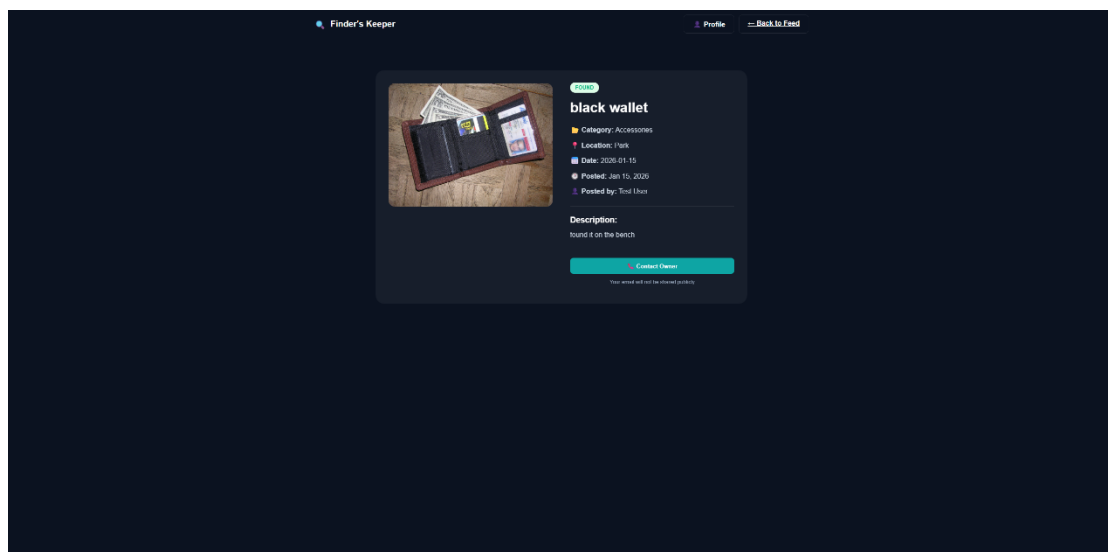 Finder's Keeper
Profile
← Back to Feed
FOUND
black wallet
Category: Accessories
Location: Park
Date: 2026-01-15
Posted: Jan 15, 2026
Posted by: Test User
Description:
found it on the bench
Contact Owner
Your email will not be shared publicly